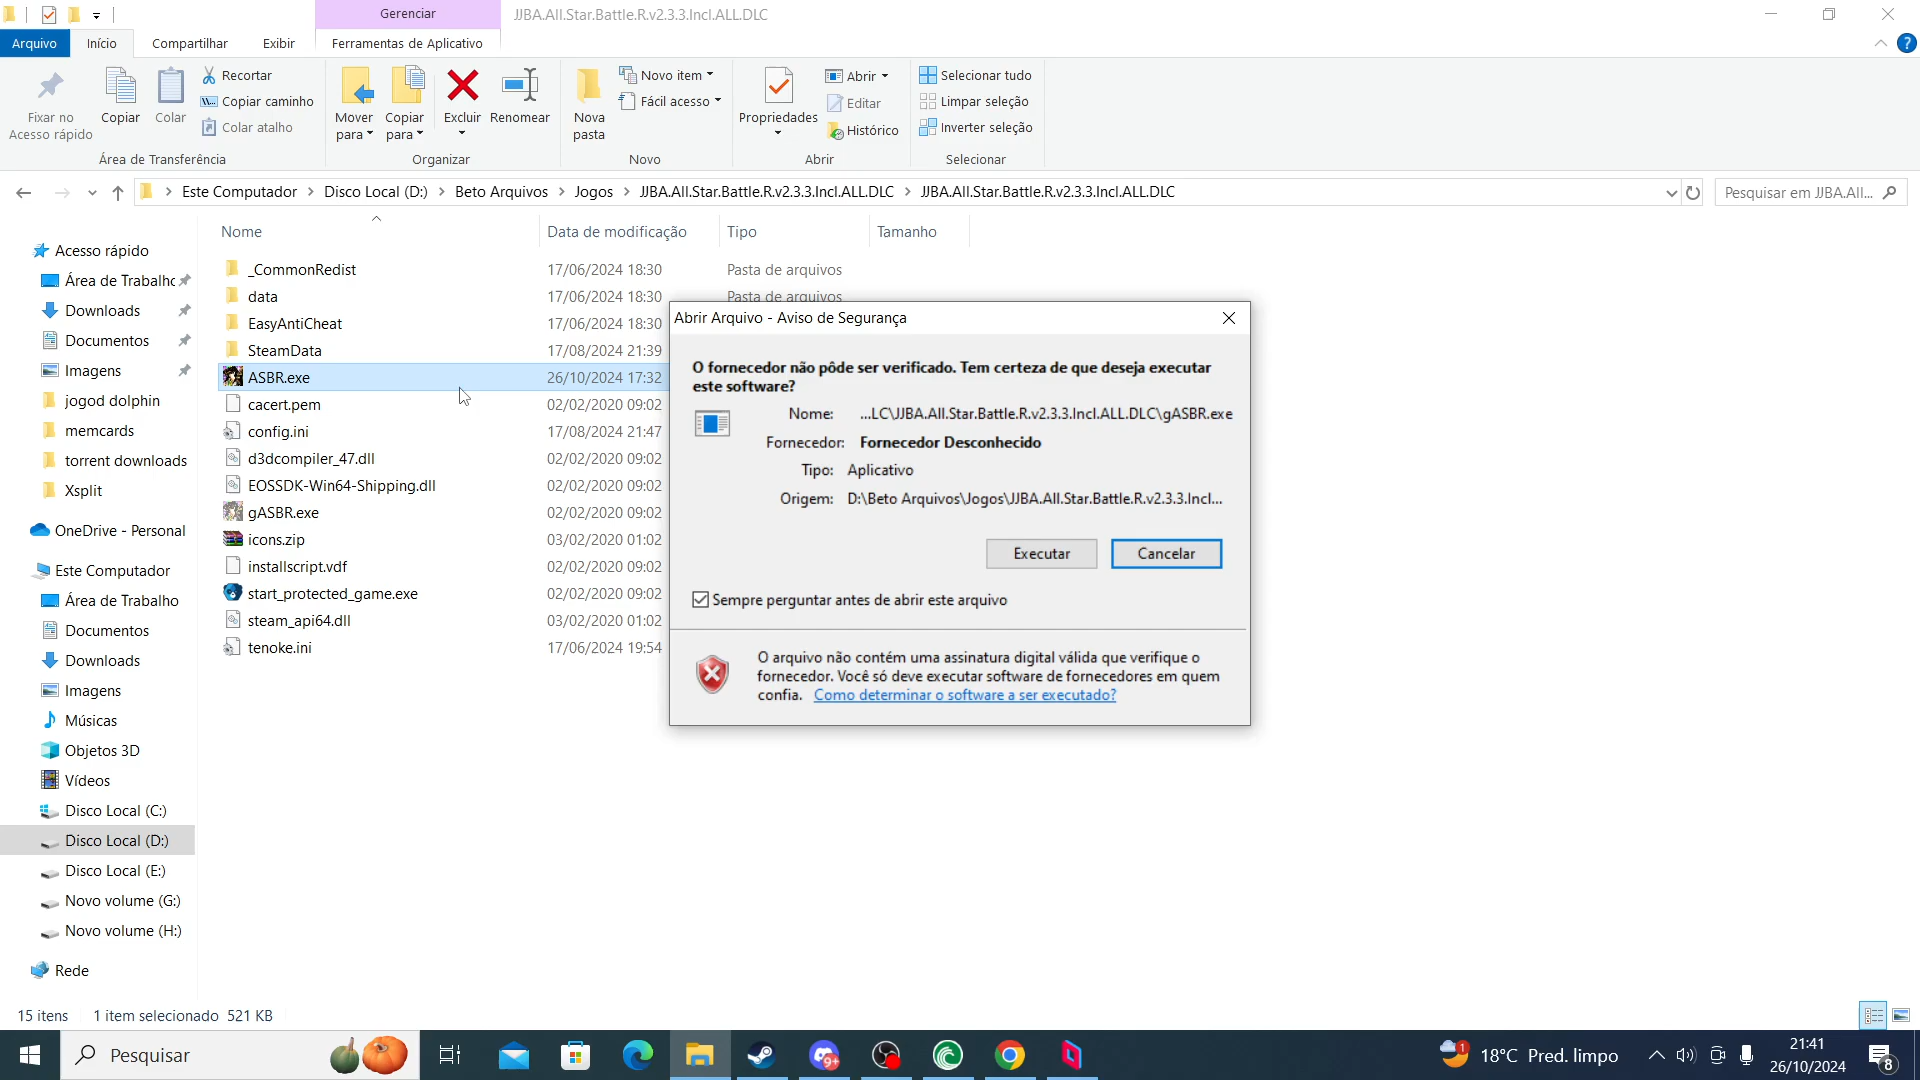 Gerenciar
JJBA.All.Star.Battle.R.v2.3.3.Incl.ALL.DLC
Arquivo
Início
Compartilhar
Exibir
Ferramentas de Aplicativo
?
Fixar no
Acesso rápido
Copiar
Colar
Recortar
Copiar caminho
Colar atalho
Mover
para
Copiar
para
Excluir
Renomear
Nova
pasta
Novo item
Fácil acesso
Propriedades
Abrir
Editar
Histórico
Selecionar tudo
Limpar seleção
Inverter seleção
Área de Transferência
Organizar
Novo
Abrir
Selecionar
Este Computador
Disco Local (D:)
Beto Arquivos
Jogos
JJBA.All.Star.Battle.R.v2.3.3.Incl.ALL.DLC
JJBA.All.Star.Battle.R.v2.3.3.Incl.ALL.DLC
Pesquisar em JJBA.All...
Acesso rápido
Área de Trabalho
Downloads
Documentos
Imagens
jogod dolphin
memcards
torrent downloads
Xsplit
OneDrive - Personal
Este Computador
Área de Trabalho
Documentos
Downloads
Imagens
Músicas
Objetos 3D
Vídeos
Disco Local (C:)
Disco Local (D:)
Disco Local (E:)
Novo volume (G:)
Novo volume (H:)
Rede
Nome
Data de modificação
Tipo
Tamanho
_CommonRedist 17/06/2024 18:30 Pasta de arquivos
data 17/06/2024 18:30 Pasta de arquivos
EasyAntiCheat 17/06/2024 18:30
SteamData 17/08/2024 21:39
ASBR.exe 26/10/2024 17:32
cacert.pem 02/02/2020 09:02
config.ini 17/08/2024 21:47
d3dcompiler_47.dll 02/02/2020 09:02
EOSSDK-Win64-Shipping.dll 02/02/2020 09:02
gASBR.exe 02/02/2020 09:02
icons.zip 03/02/2020 01:02
installscript.vdf 02/02/2020 09:02
start_protected_game.exe 02/02/2020 09:02
steam_api64.dll 03/02/2020 01:02
tenoke.ini 17/06/2024 19:54
Abrir Arquivo - Aviso de Segurança
O fornecedor não pôde ser verificado. Tem certeza de que deseja executar
este software?
Nome: ...LC\JJBA.All.Star.Battle.R.v2.3.3.Incl.ALL.DLC\gASBR.exe
Fornecedor: Fornecedor Desconhecido
Tipo: Aplicativo
Origem: D:\Beto Arquivos\Jogos\JJBA.All.Star.Battle.R.v2.3.3.Incl...
Executar
Cancelar
Sempre perguntar antes de abrir este arquivo
O arquivo não contém uma assinatura digital válida que verifique o
fornecedor. Você só deve executar software de fornecedores em quem
confia. Como determinar o software a ser executado?
15 itens
1 item selecionado 521 KB
Pesquisar
9+
1
18°C Pred. limpo
21:41
26/10/2024
8